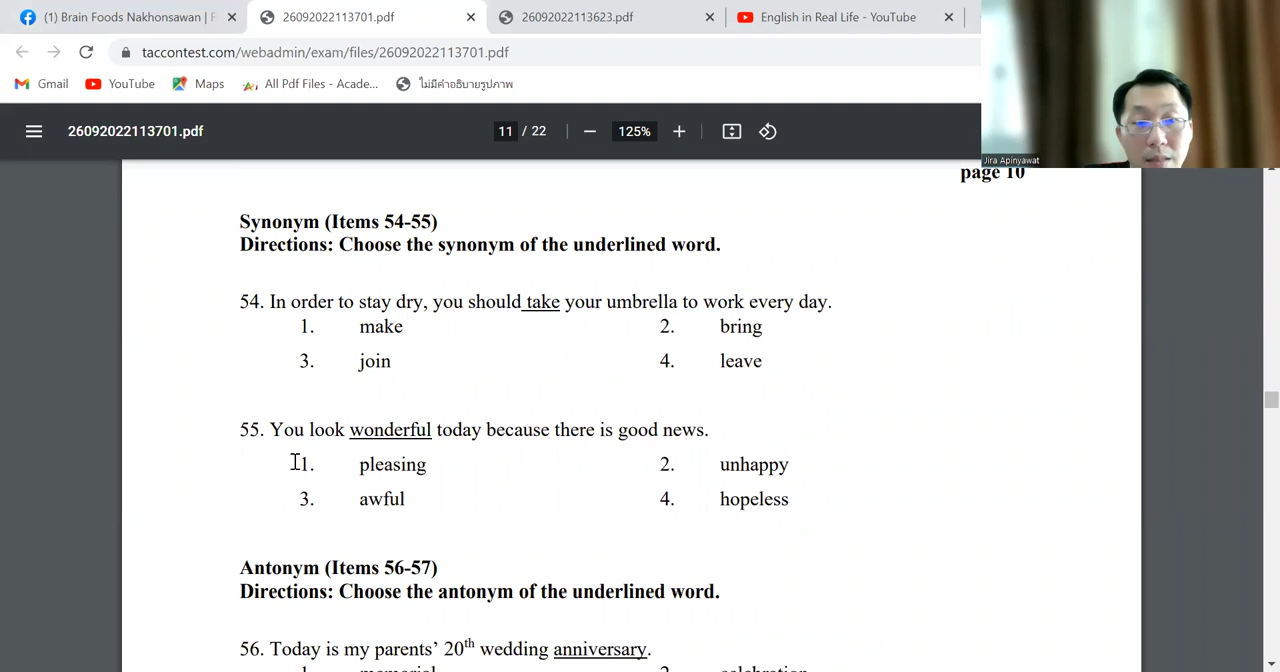 (1) Brain Foods Nakhonsawan | F
26092022113701.pdf
26092022113623.pdf
English in Real Life - YouTube
taccontest.com/webadmin/exam/files/26092022113701.pdf
Gmail
YouTube
Maps
All Pdf Files - Acade...
ไม่มีคำอธิบายรูปภาพ
Jira Apinyawat
26092022113701.pdf
11 / 22
125%
page 10
Synonym (Items 54-55)
Directions: Choose the synonym of the underlined word.
54. In order to stay dry, you should take your umbrella to work every day.
1. make 2. bring
3. join 4. leave
55. You look wonderful today because there is good news.
1. pleasing 2. unhappy
3. awful 4. hopeless
Antonym (Items 56-57)
Directions: Choose the antonym of the underlined word.
56. Today is my parents' 20th wedding anniversary.
1. memorial 2. celebration